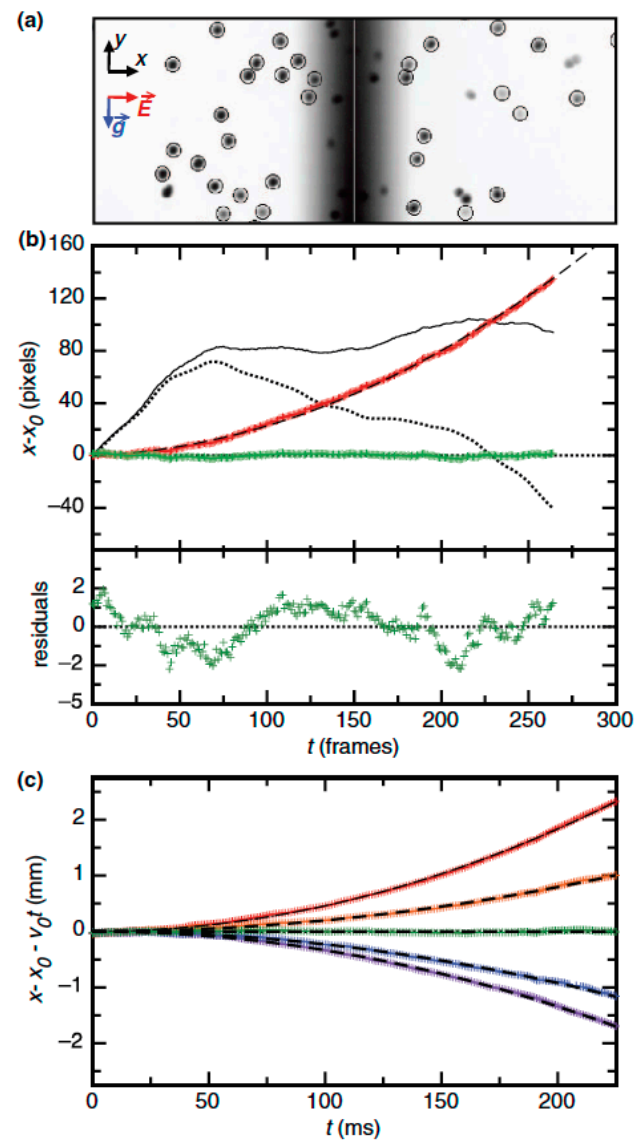 (a)
y
x
E
g
(b)
160
120
80
40
0
−40
x-x0 (pixels)
2
0
−2
−5
residuals
0 50 100 150 200 250 300
t (frames)
(c)
2
1
0
−1
−2
x- x0 - v0t (mm)
0 50 100 150 200
t (ms)